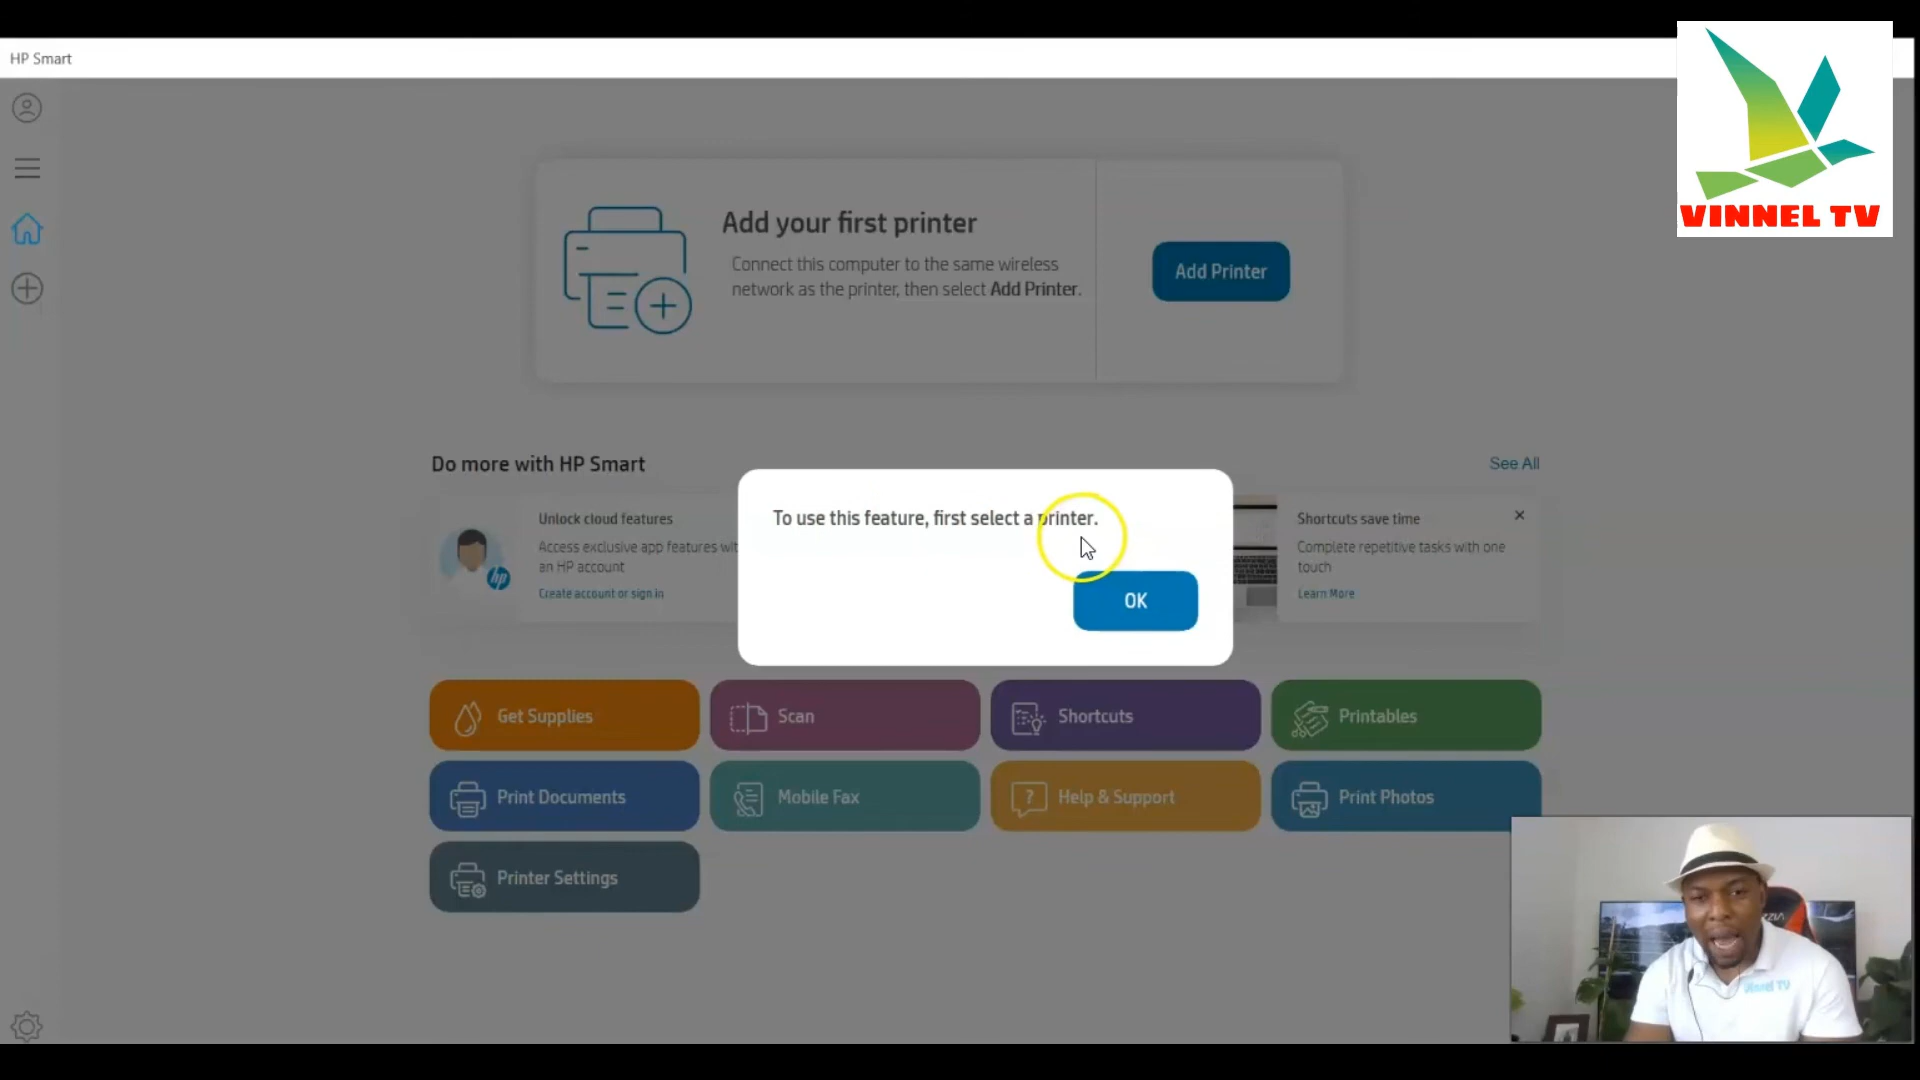 HP Smart
VINNEL TV
Add your first printer
Connect this computer to the same wireless
network as the printer, then select Add Printer.
Add Printer
Do more with HP Smart
See All
Unlock cloud features
Access exclusive app features wit
an HP account
Create account or sign in
hp
To use this feature, first select a printer.
OK
Shortcuts save time
Complete repetitive tasks with one
touch
Learn More
Get Supplies
Scan
Shortcuts
Printables
Print Documents
Mobile Fax
? Help & Support
Print Photos
Printer Settings
Vinnel TV